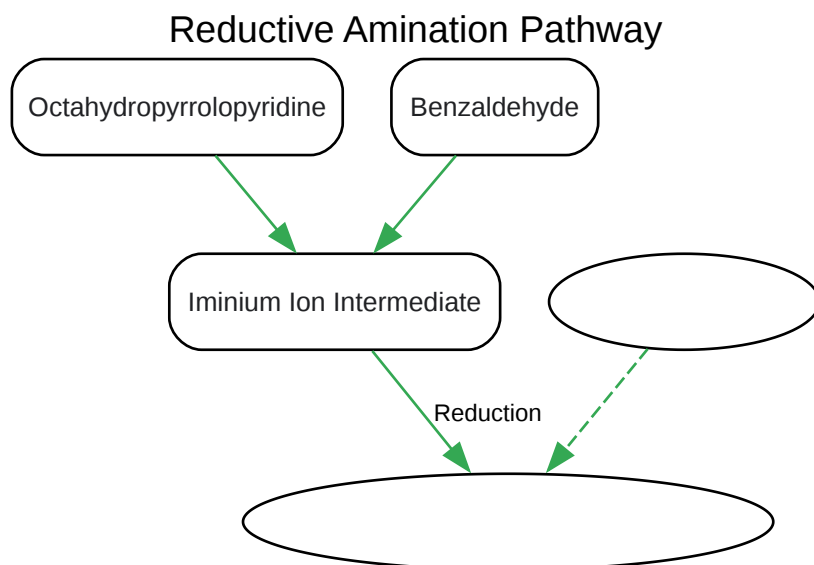 Reductive Amination Pathway
Octahydropyrrolopyridine
Benzaldehyde
Iminium Ion Intermediate
Reduction